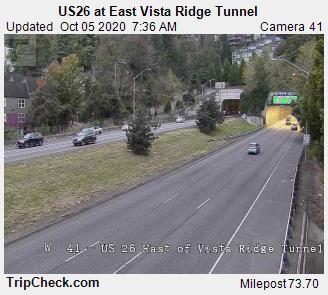 US26 at East Vista Ridge Tunnel
Updated Oct 05 2020 7:36 AM Camera 41
W 41 - US 26 East of Vista Ridge Tunnel
TripCheck.com Milepost 73.70